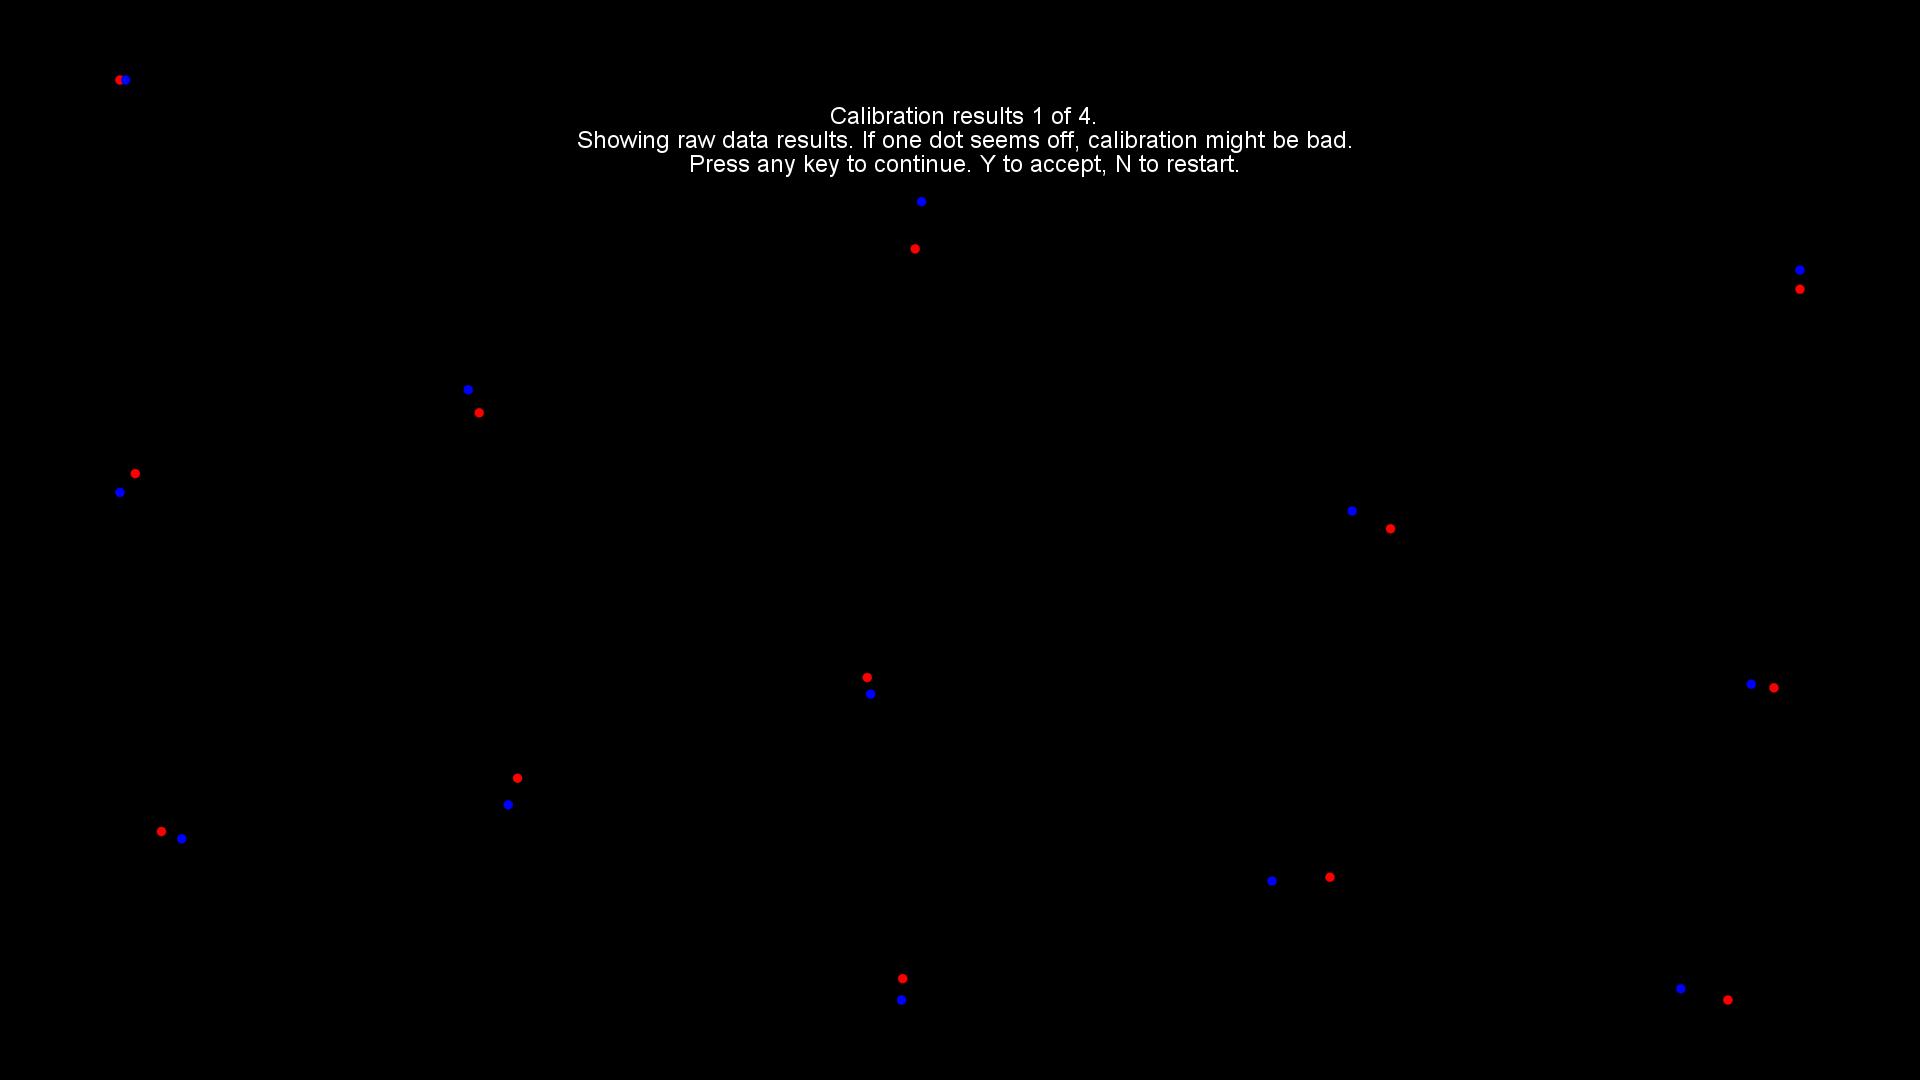 Calibration results 1 of 4.
Showing raw data results. If one dot seems off, calibration might be bad.
Press any key to continue. Y to accept, N to restart.